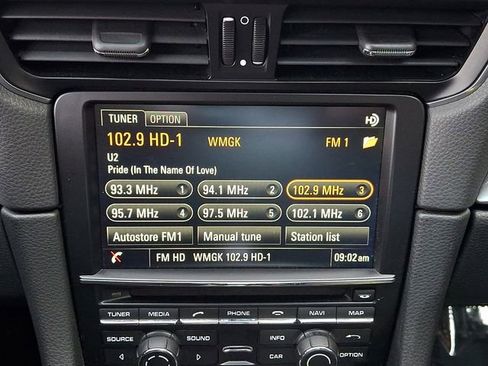 TUNER OPTION HD
102.9 HD-1 WMGK FM 1
U2
Pride (In The Name Of Love)
93.3 MHz 1 94.1 MHz 2 102.9 MHz 3
95.7 MHz 4 97.5 MHz 5 102.1 MHz 6
Autostore FM1 Manual tune Station list
FM HD WMGK 102.9 HD-1 09:02 am
TUNER MEDIA PHONE NAVI MAP
SOURCE SOUND INFO
CAR OPTION